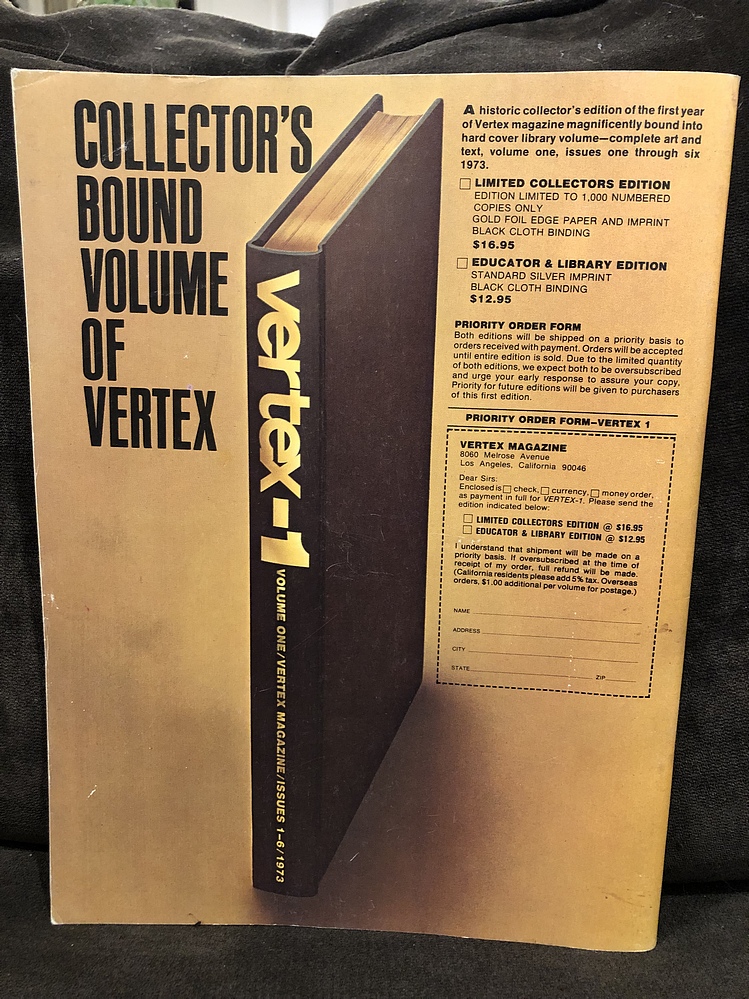 COLLECTOR'S
BOUND
VOLUME
OF
VERTEX
vertex-1
VOLUME ONE/VERTEX MAGAZINE/ISSUES 1-6/1973
A historic collector's edition of the first year
of Vertex magazine magnificently bound into
hard cover library volume—complete art and
text, volume one, issues one through six
1973.
LIMITED COLLECTORS EDITION
EDITION LIMITED TO 1,000 NUMBERED
COPIES ONLY
GOLD FOIL EDGE PAPER AND IMPRINT
BLACK CLOTH BINDING
$16.95
EDUCATOR & LIBRARY EDITION
STANDARD SILVER IMPRINT
BLACK CLOTH BINDING
$12.95
PRIORITY ORDER FORM
Both editions will be shipped on a priority basis to
orders received with payment. Orders will be accepted
until entire edition is sold. Due to the limited quantity
of both editions, we expect both to be oversubscribed
and urge your early response to assure your copy,
Priority for future editions will be given to purchasers
of this first edition.
PRIORITY ORDER FORM—VERTEX 1
VERTEX MAGAZINE
8060 Melrose Avenue
Los Angeles, California 90046
Dear Sirs:
Enclosed is check, currency, money order,
as payment in full for VERTEX-1. Please send the
edition indicated below:
LIMITED COLLECTORS EDITION @ $16.95
EDUCATOR & LIBRARY EDITION @ $12.95
I understand that shipment will be made on a
priority basis. If oversubscribed at the time of
receipt of my order, full refund will be made.
(California residents please add 5% tax. Overseas
orders, $1.00 additional per volume for postage.)
NAME
ADDRESS
CITY
STATE ZIP